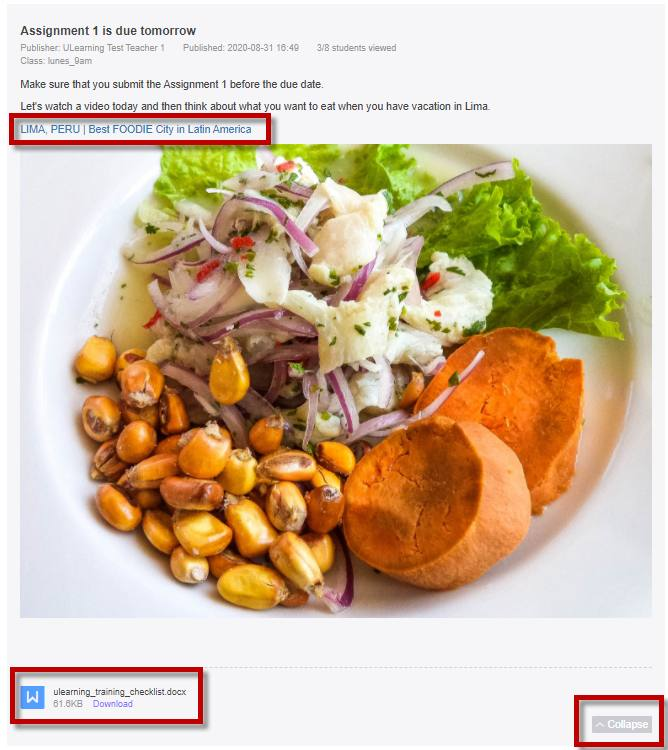 Assignment 1 is due tomorrow
Publisher: ULearning Test Teacher 1 Published: 2020-08-31 16:49 3/8 students viewed
Class: lunes_9am
Make sure that you submit the Assignment 1 before the due date.
Let's watch a video today and then think about what you want to eat when you have vacation in Lima.
LIMA, PERU | Best FOODIE City in Latin America
ulearning_training_checklist.docx
61.6KB Download
Collapse